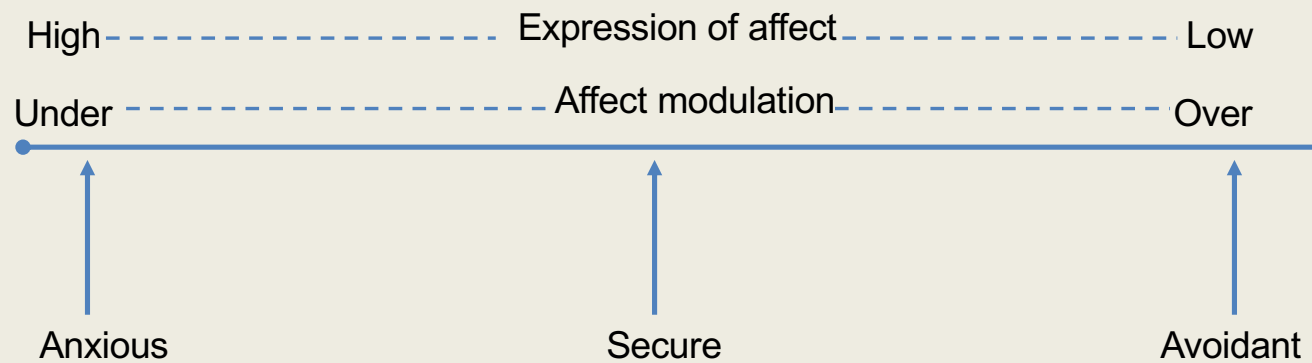 High Expression of affect Low
Under Affect modulation Over
Anxious Secure Avoidant